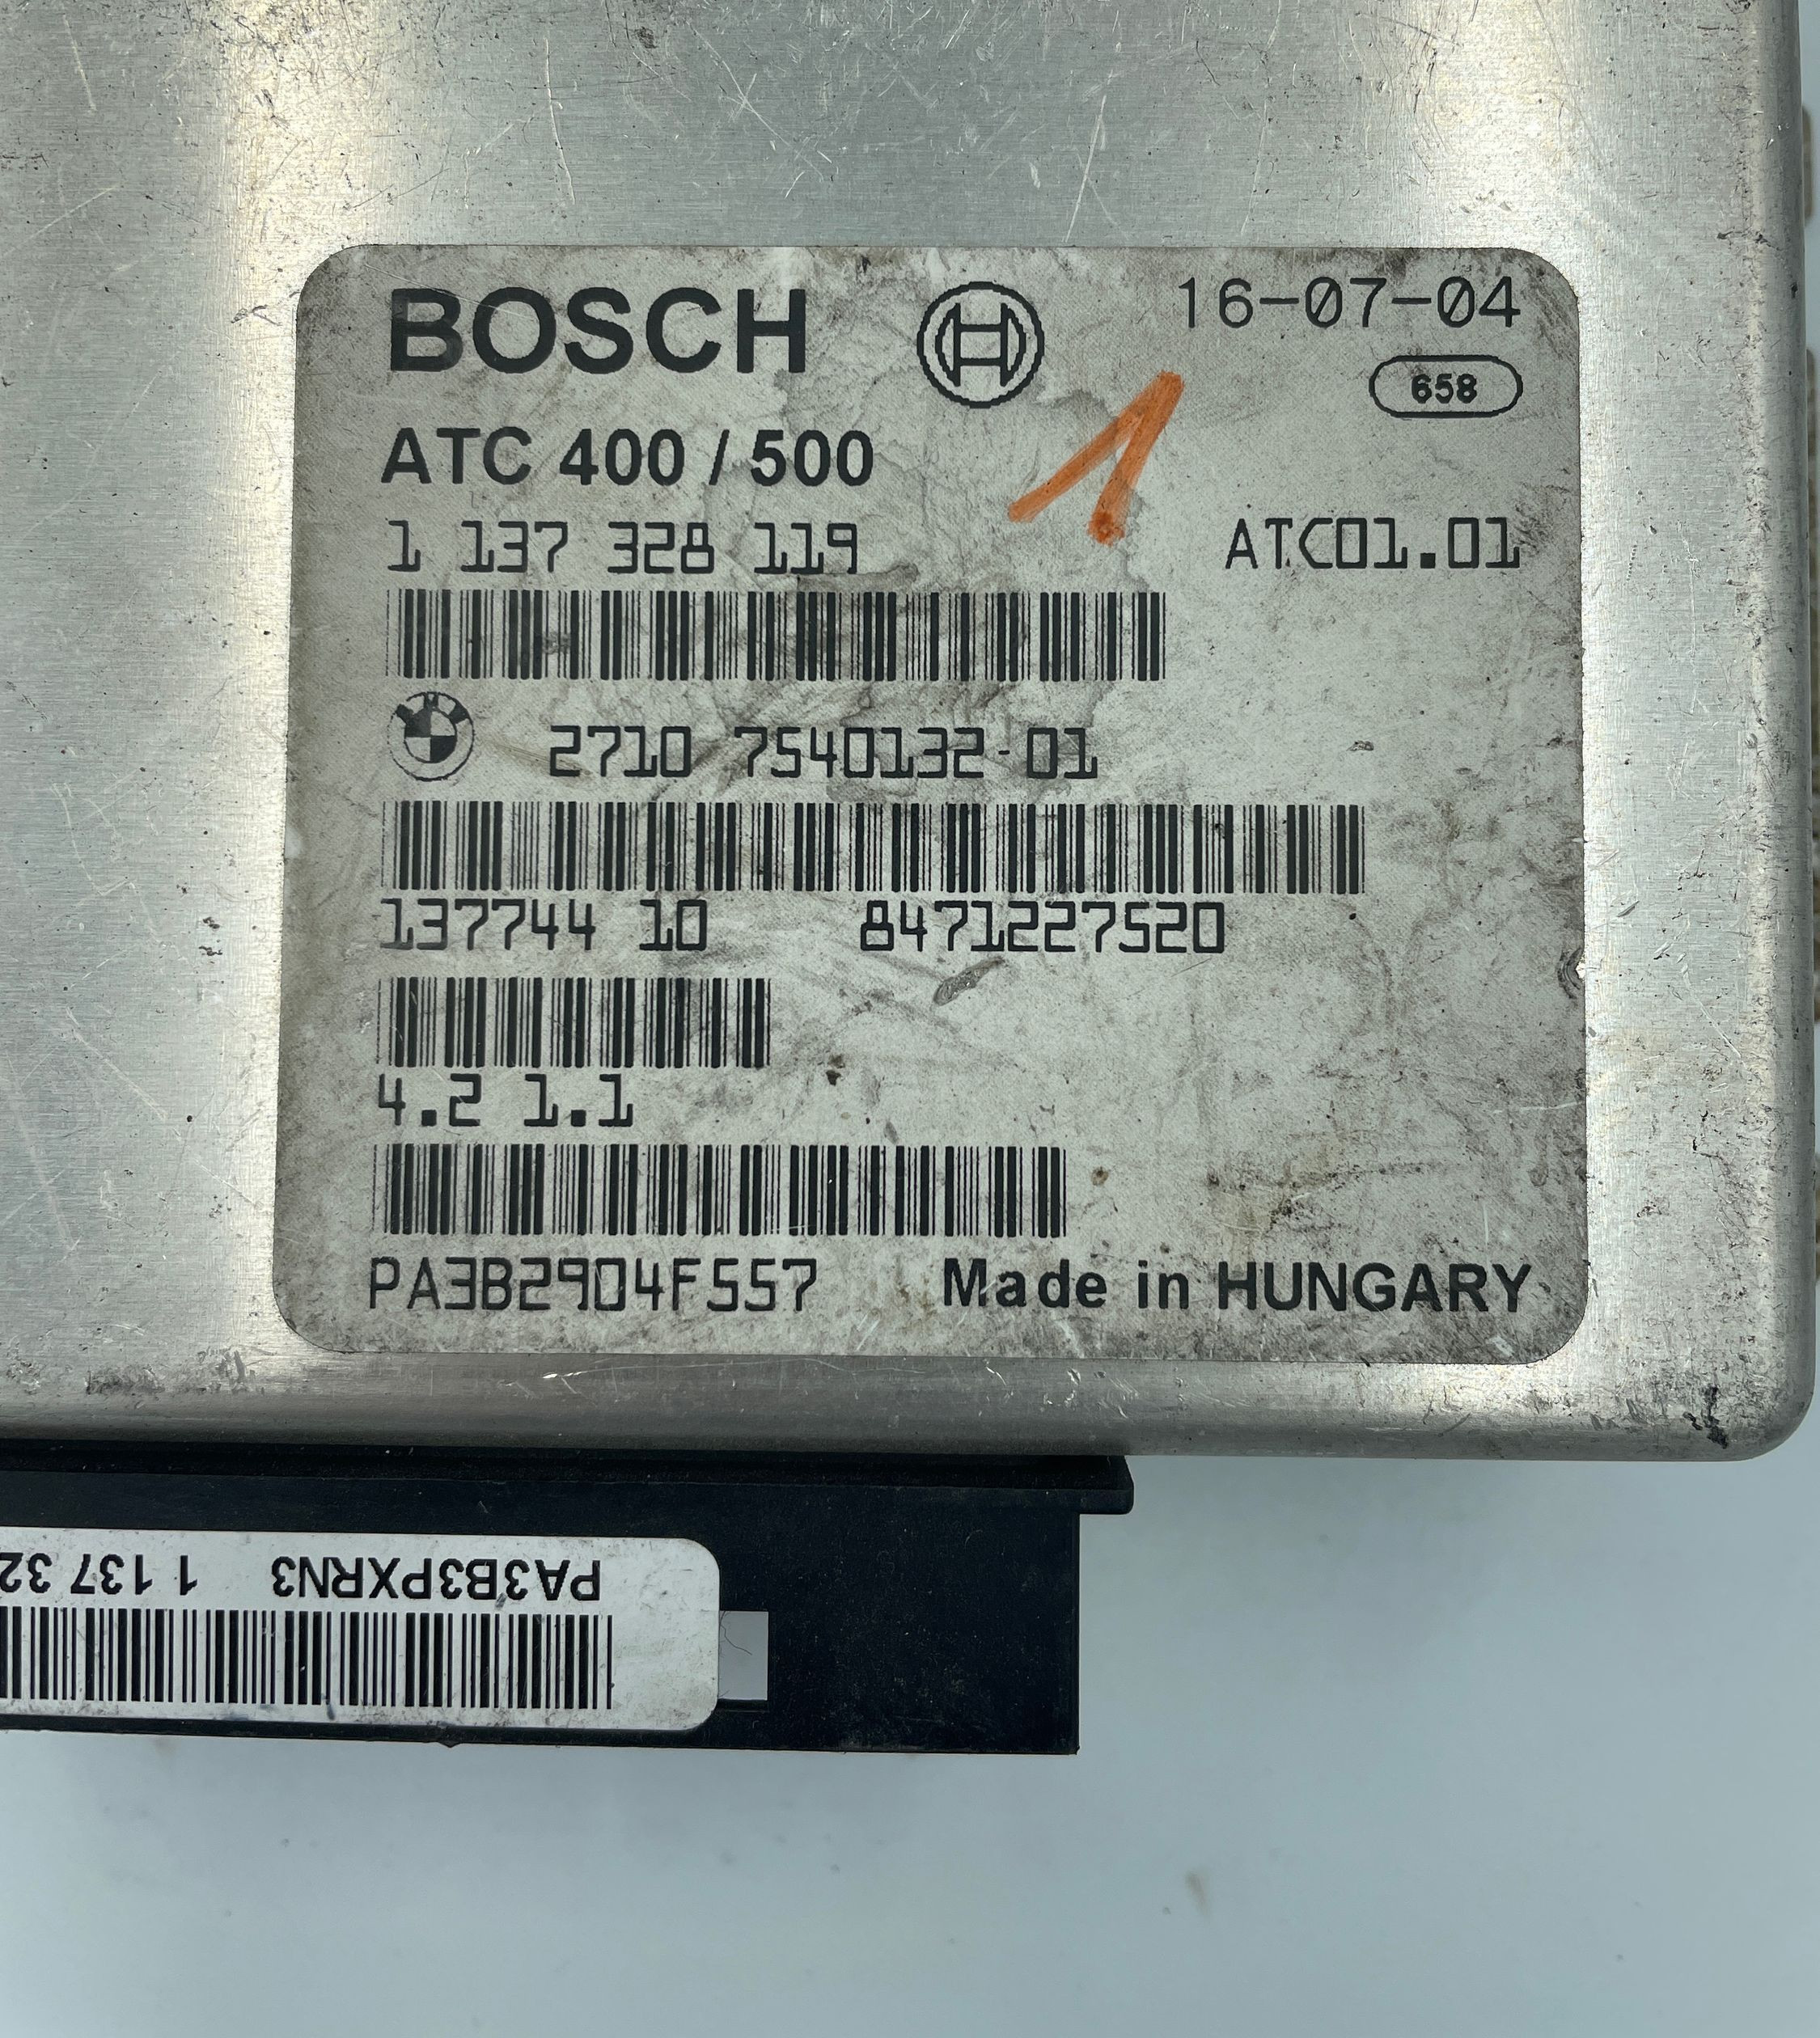 BOSCH 16-07-04
658
ATC 400 / 500
1 137 328 119 ATC01.01
2710 7540132-01
137744 10 8471227520
4.2 1.1
PA3B2904F557 Made in HUNGARY
1
PA3B3PXRN3 1 137 32